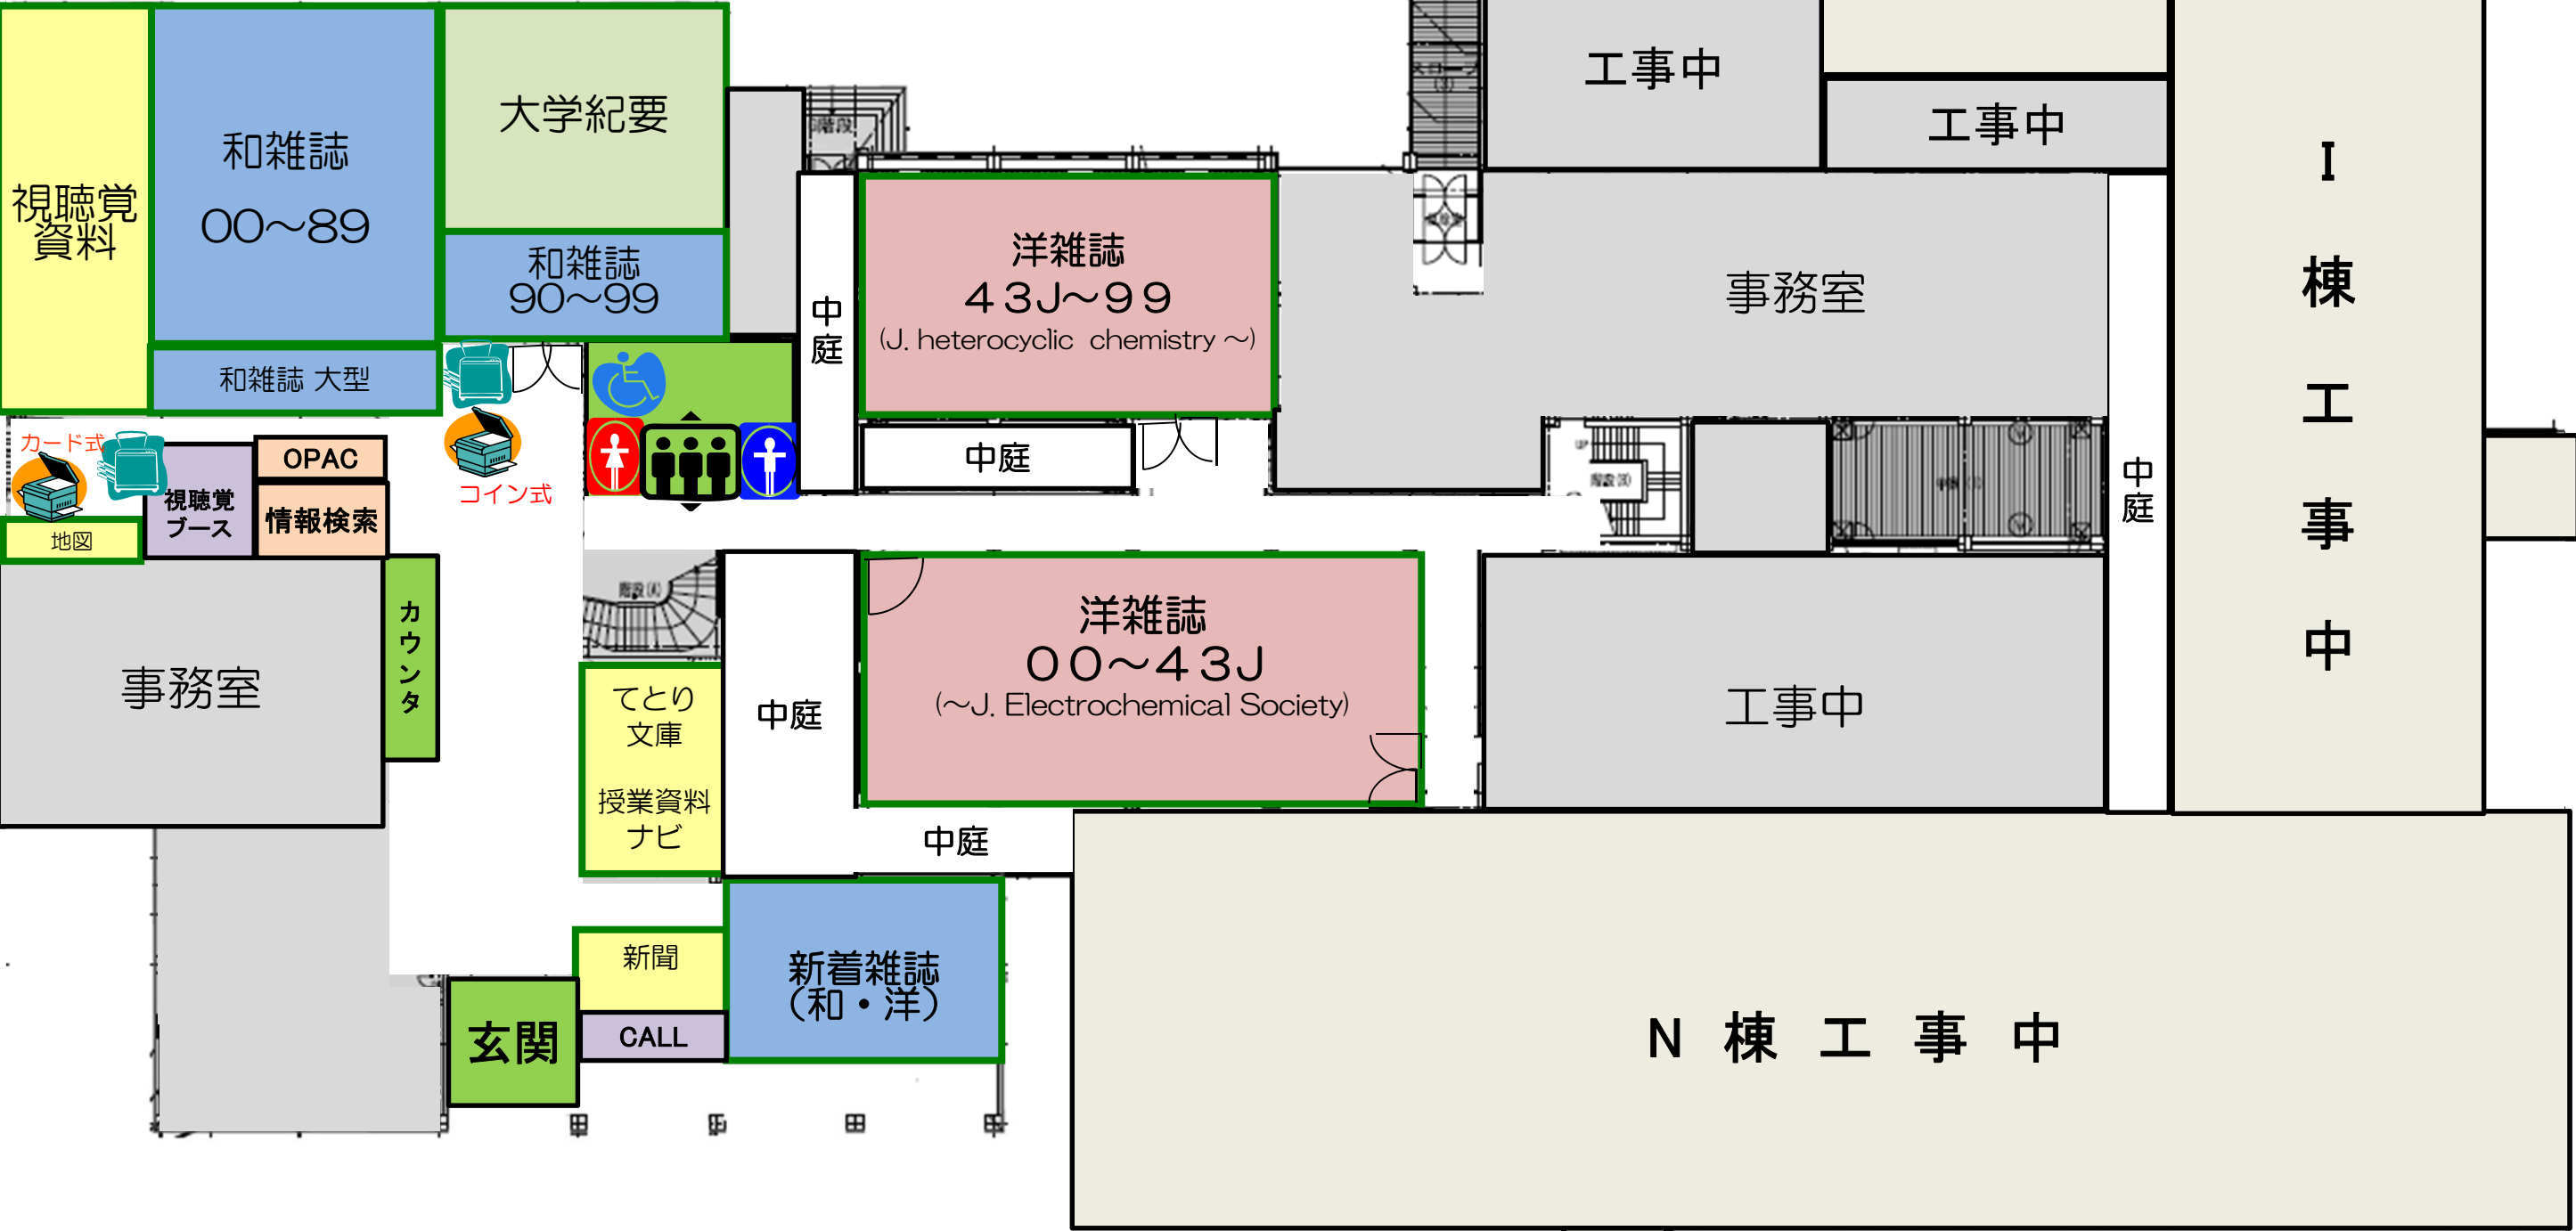 視聴覚
資料
和雑誌
００～８９
大学紀要
和雑誌
９０～９９
和雑誌 大型
中
庭
洋雑誌
４３Ｊ～９９
(J. heterocyclic chemistry ～)
工事中
工事中
事務室
Ｉ
棟
工
事
中
カード式
視聴覚
ブース
OPAC
情報検索
地図
コイン式
中庭
中
庭
事務室
カ
ウ
ン
タ
階段(A)
てとり
文庫
授業資料
ナビ
中庭
洋雑誌
００～４３Ｊ
(～J. Electrochemical Society)
中庭
工事中
新聞
CALL
玄関
新着雑誌
（和・洋）
Ｎ 棟 工 事 中